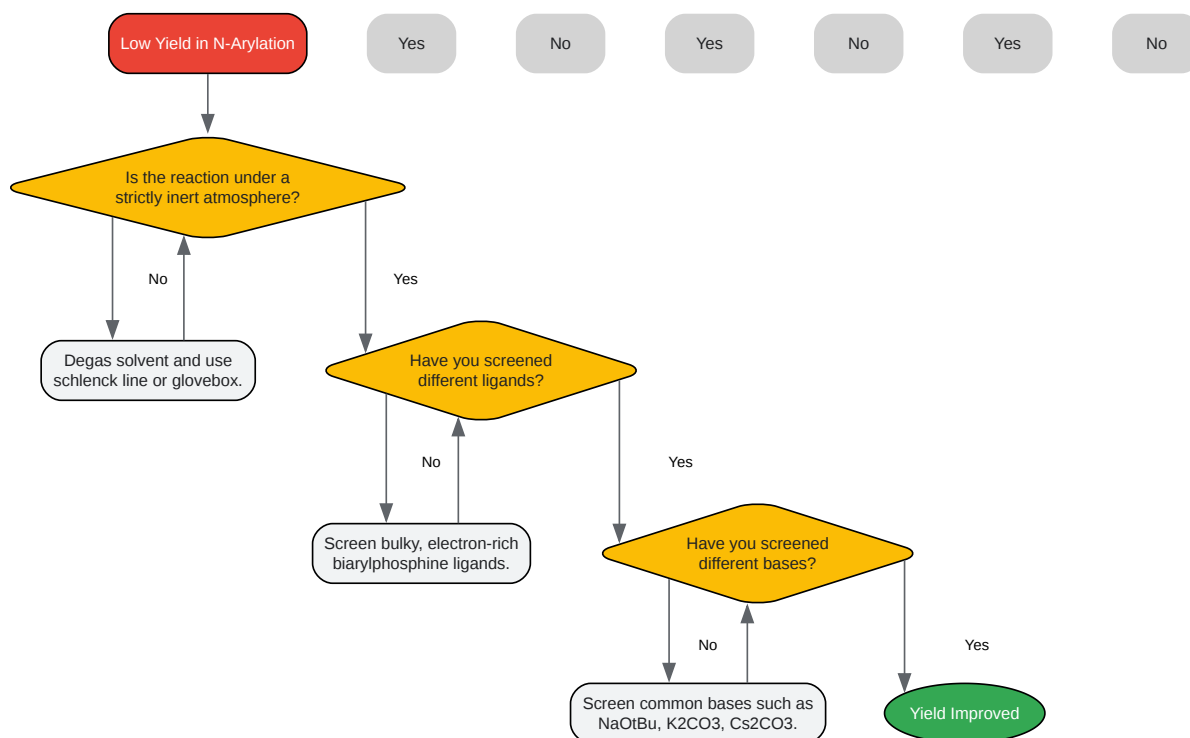 Low Yield in N-Arylation
Yes
No
Yes
No
Yes
No
Is the reaction under a
strictly inert atmosphere?
No
Yes
Degas solvent and use
schlenck line or glovebox.
Have you screened
different ligands?
No
Yes
Screen bulky, electron-rich
biarylphosphine ligands.
Have you screened
different bases?
No
Yes
Screen common bases such as
NaOtBu, K2CO3, Cs2CO3.
Yield Improved